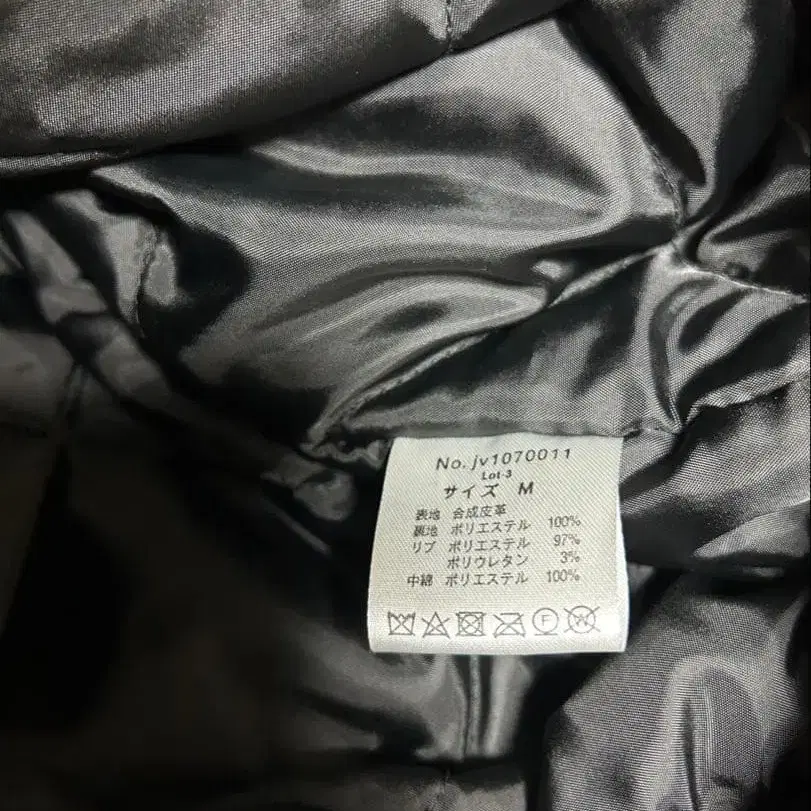 No. jv1070011
Lot-3
サイズ M
表地 合成皮革
裏地 ポリエステル 100%
リブ ポリエステル 97%
ポリウレタン 3%
中綿 ポリエステル 100%
F W